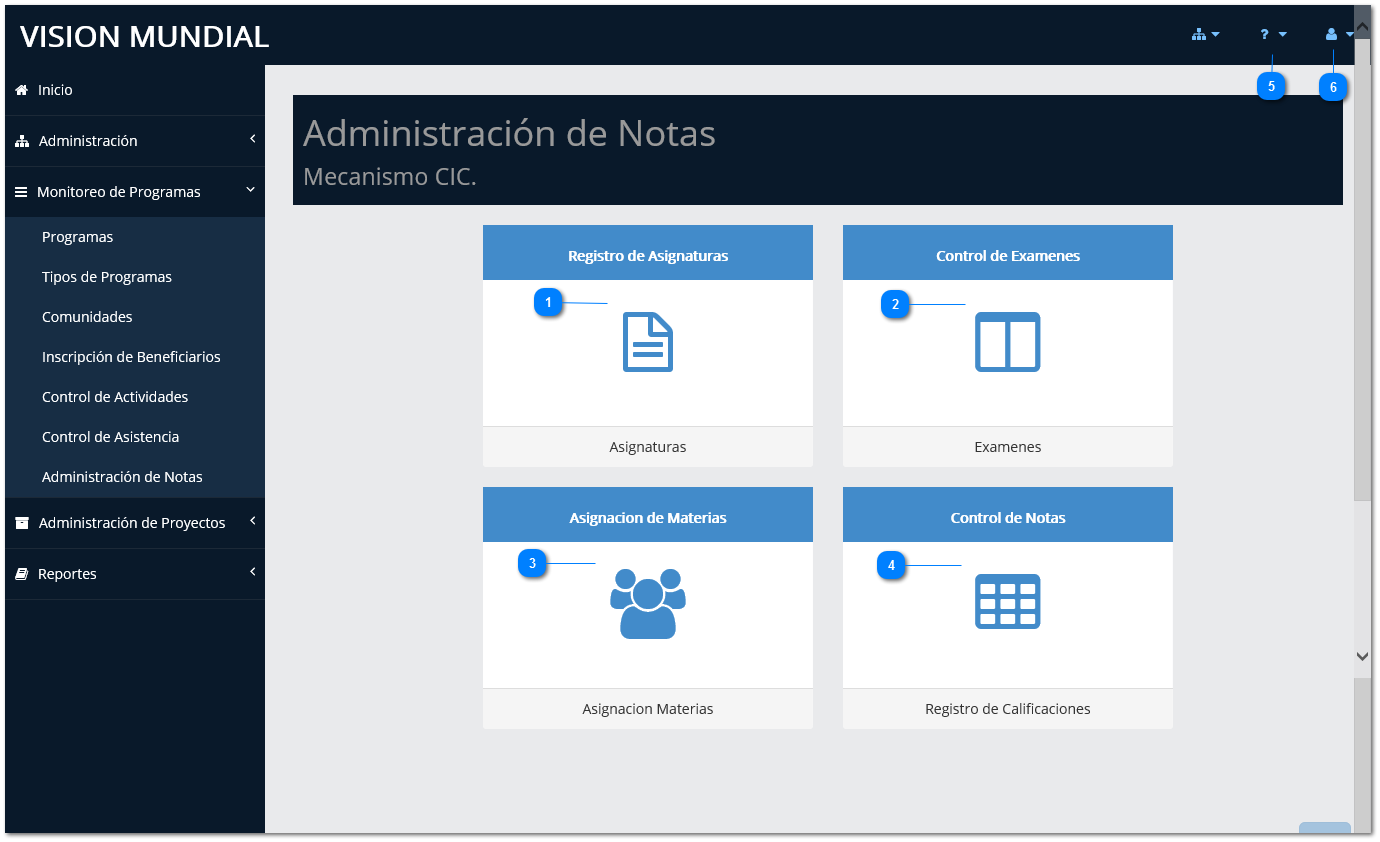 VISION MUNDIAL
?
5
6
Inicio
Administración
Monitoreo de Programas
Programas
Tipos de Programas
Comunidades
Inscripción de Beneficiarios
Control de Actividades
Control de Asistencia
Administración de Notas
Administración de Proyectos
Reportes
Administración de Notas
Mecanismo CIC.
Registro de Asignaturas
1
Asignaturas
Control de Examenes
2
Examenes
Asignacion de Materias
3
Asignacion Materias
Control de Notas
4
Registro de Calificaciones